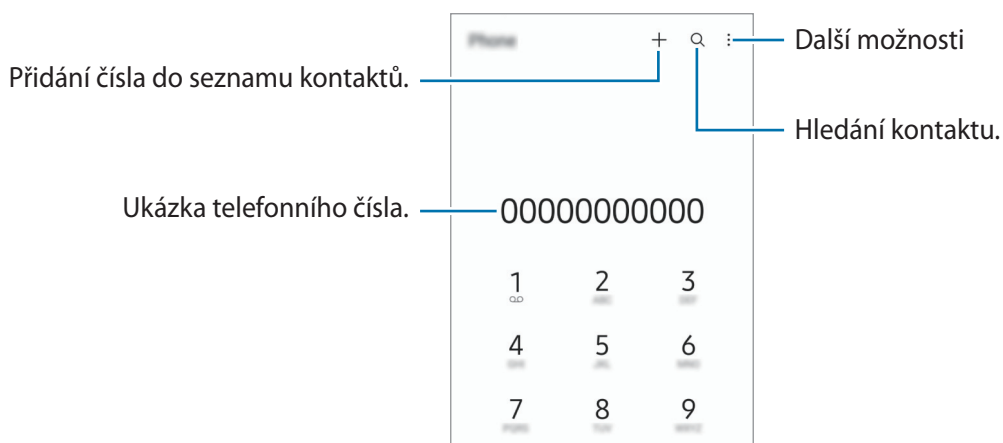 Phone
Další možnosti
Přidání čísla do seznamu kontaktů.
Hledání kontaktu.
Ukázka telefonního čísla.
00000000000
1 2 3
ABC DEF
4 5 6
GHI JKL MNO
7 8 9
PQRS TUV WXYZ